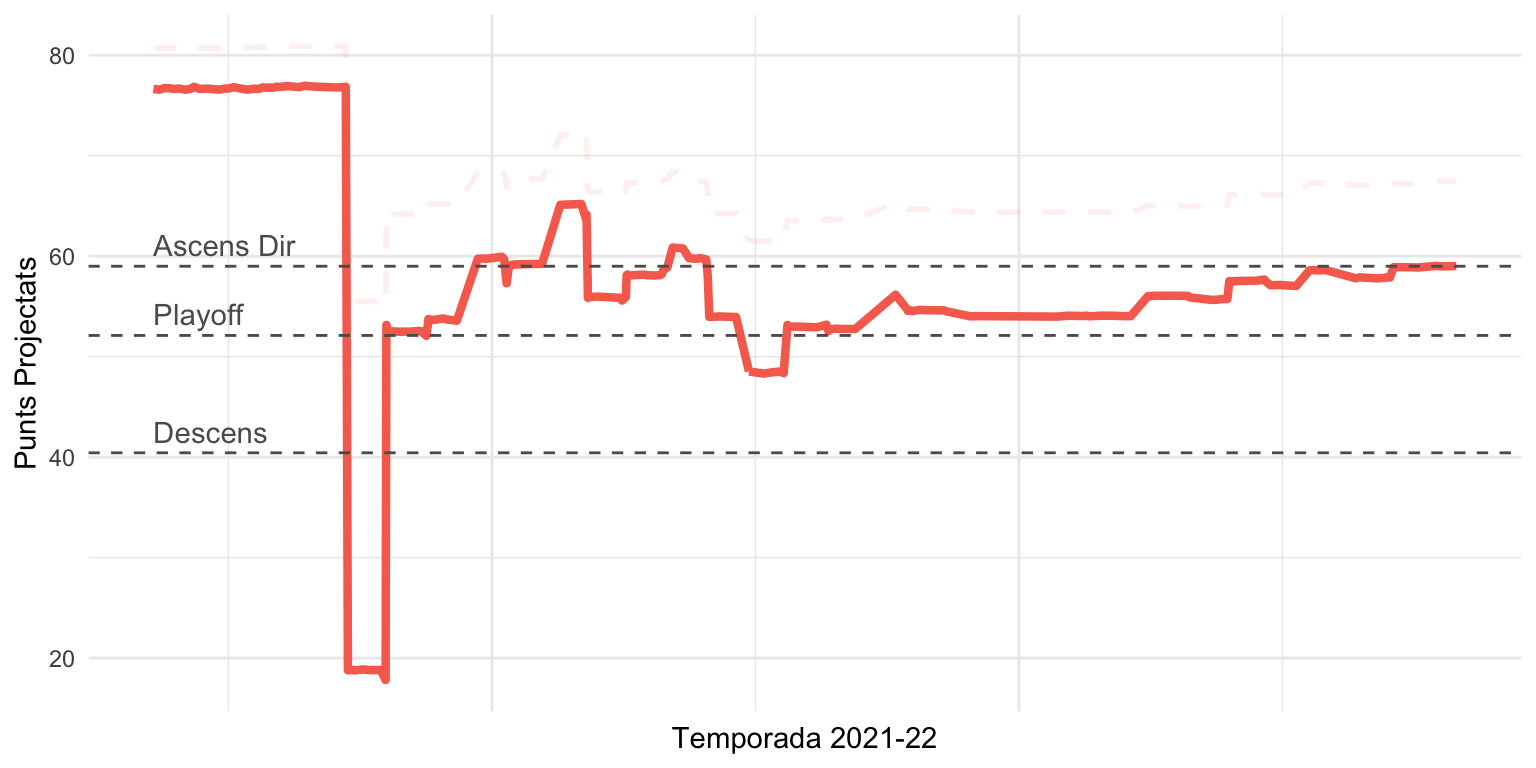 80
60
40
20
Punts Projectats
Ascens Dir
Playoff
Descens
Temporada 2021-22